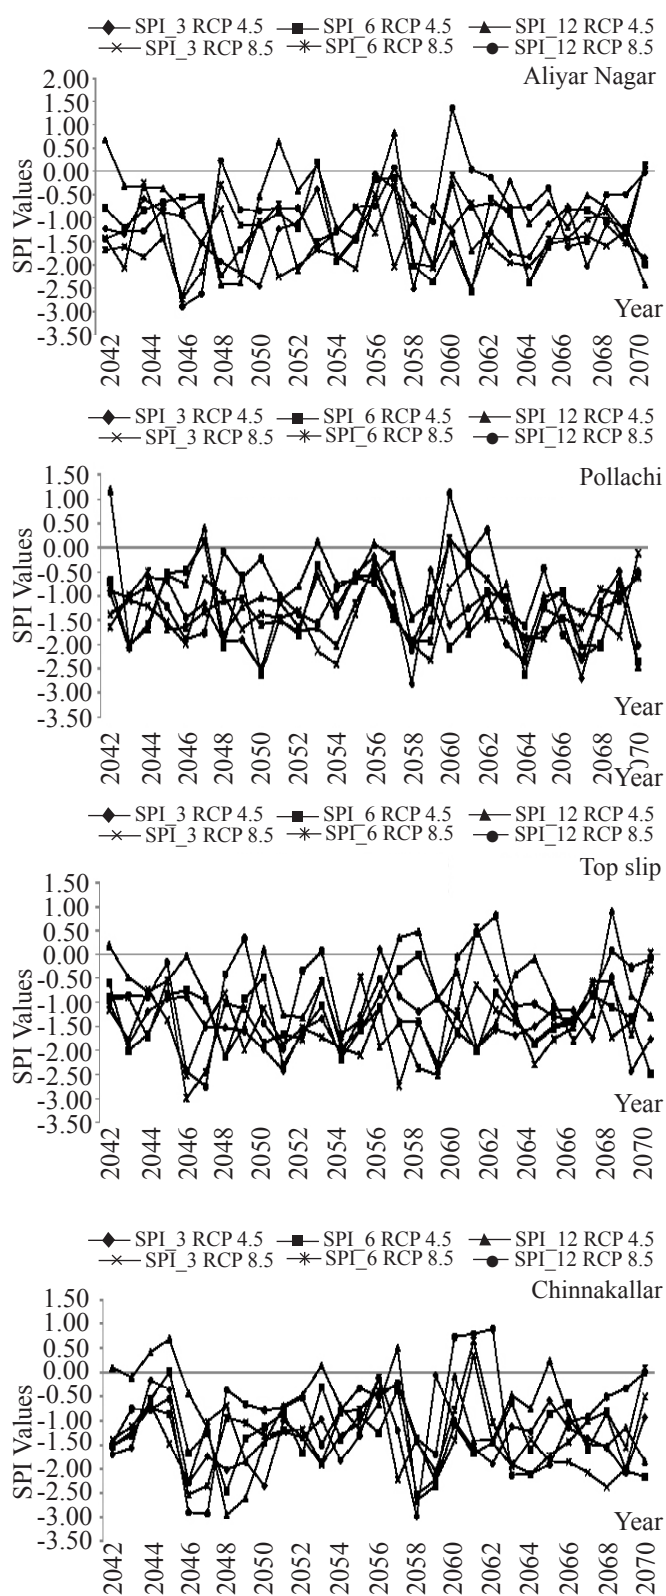 SPI_3 RCP 4.5 SPI_6 RCP 4.5 SPI_12 RCP 4.5
SPI_3 RCP 8.5 SPI_6 RCP 8.5 SPI_12 RCP 8.5
Aliyar Nagar
2.00
1.50
1.00
0.50
0.00
-0.50
-1.00
-1.50
-2.00
-2.50
-3.00
-3.50
SPI Values
Year
2042 2044 2046 2048 2050 2052 2054 2056 2058 2060 2062 2064 2066 2068 2070
SPI_3 RCP 4.5 SPI_6 RCP 4.5 SPI_12 RCP 4.5
SPI_3 RCP 8.5 SPI_6 RCP 8.5 SPI_12 RCP 8.5
Pollachi
1.50
1.00
0.50
0.00
-0.50
-1.00
-1.50
-2.00
-2.50
-3.00
-3.50
SPI Values
Year
2042 2044 2046 2048 2050 2052 2054 2056 2058 2060 2062 2064 2066 2068 2070
Year
SPI_3 RCP 4.5 SPI_6 RCP 4.5 SPI_12 RCP 4.5
SPI_3 RCP 8.5 SPI_6 RCP 8.5 SPI_12 RCP 8.5
Top slip
1.50
1.00
0.50
0.00
-0.50
-1.00
-1.50
-2.00
-2.50
-3.00
-3.50
SPI Values
Year
2042 2044 2046 2048 2050 2052 2054 2056 2058 2060 2062 2064 2066 2068 2070
SPI_3 RCP 4.5 SPI_6 RCP 4.5 SPI_12 RCP 4.5
SPI_3 RCP 8.5 SPI_6 RCP 8.5 SPI_12 RCP 8.5
Chinnakallar
1.50
1.00
0.50
0.00
-0.50
-1.00
-1.50
-2.00
-2.50
-3.00
-3.50
SPI Values
Year
2042 2044 2046 2048 2050 2052 2054 2056 2058 2060 2062 2064 2066 2068 2070